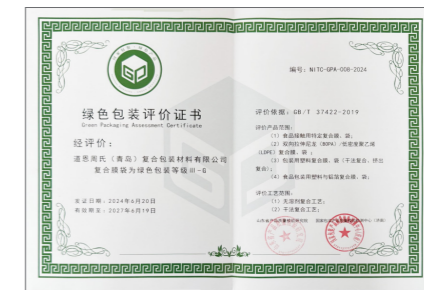 绿色包装评价证书
Green Packaging Assessment Certificate
经评价：
道恩周氏（青岛）复合包装材料有限公司
复合膜袋为绿色包装等级Ⅲ-G
发证日期：2024年6月20日
有效期至：2027年6月19日
编号：NITC-GPA-008-2024
评价依据：GB/T 37422-2019
评价产品范围：
（1）食品接触用特定复合膜、袋；
（2）双向拉伸尼龙（BOPA）/低密度聚乙烯
（LDPE）复合膜、袋；
（3）包装用塑料复合膜、袋（干法复合、挤出
复合）；
（4）食品包装用塑料与铝箔复合膜、袋；
评价工艺范围：
（1）无溶剂复合工艺；
（2）干法复合工艺；